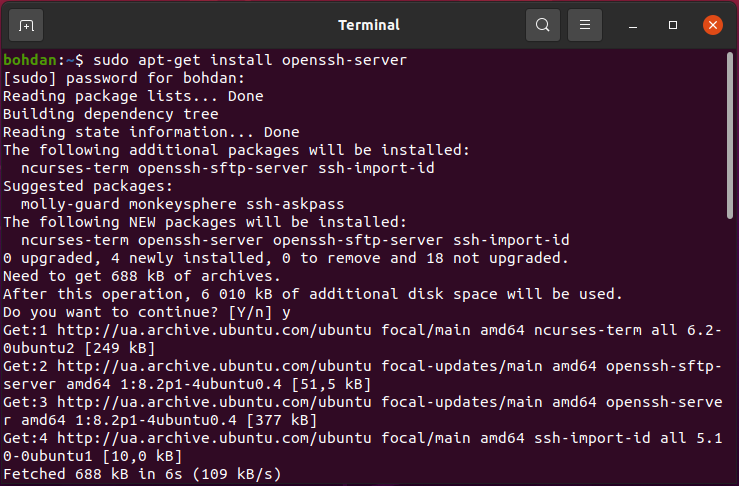 Terminal
bohdan:~$ sudo apt-get install openssh-server
[sudo] password for bohdan:
Reading package lists... Done
Building dependency tree
Reading state information... Done
The following additional packages will be installed:
  ncurses-term openssh-sftp-server ssh-import-id
Suggested packages:
  molly-guard monkeysphere ssh-askpass
The following NEW packages will be installed:
  ncurses-term openssh-server openssh-sftp-server ssh-import-id
0 upgraded, 4 newly installed, 0 to remove and 18 not upgraded.
Need to get 688 kB of archives.
After this operation, 6 010 kB of additional disk space will be used.
Do you want to continue? [Y/n] y
Get:1 http://ua.archive.ubuntu.com/ubuntu focal/main amd64 ncurses-term all 6.2-
0ubuntu2 [249 kB]
Get:2 http://ua.archive.ubuntu.com/ubuntu focal-updates/main amd64 openssh-sftp-
server amd64 1:8.2p1-4ubuntu0.4 [51,5 kB]
Get:3 http://ua.archive.ubuntu.com/ubuntu focal-updates/main amd64 openssh-serve
r amd64 1:8.2p1-4ubuntu0.4 [377 kB]
Get:4 http://ua.archive.ubuntu.com/ubuntu focal/main amd64 ssh-import-id all 5.1
0-0ubuntu1 [10,0 kB]
Fetched 688 kB in 6s (109 kB/s)